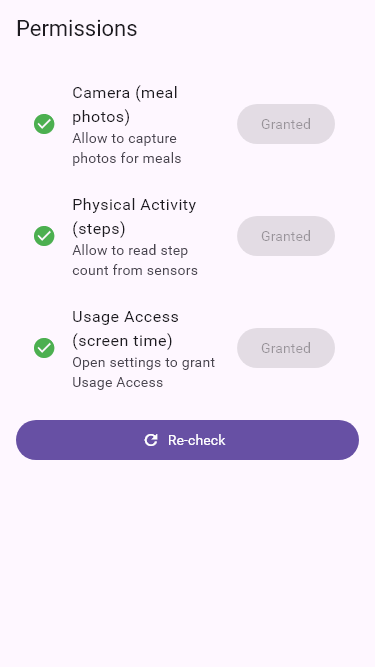 Permissions
Camera (meal
photos)
Allow to capture
photos for meals
Granted
Physical Activity
(steps)
Allow to read step
count from sensors
Granted
Usage Access
(screen time)
Open settings to grant
Usage Access
Granted
Re-check